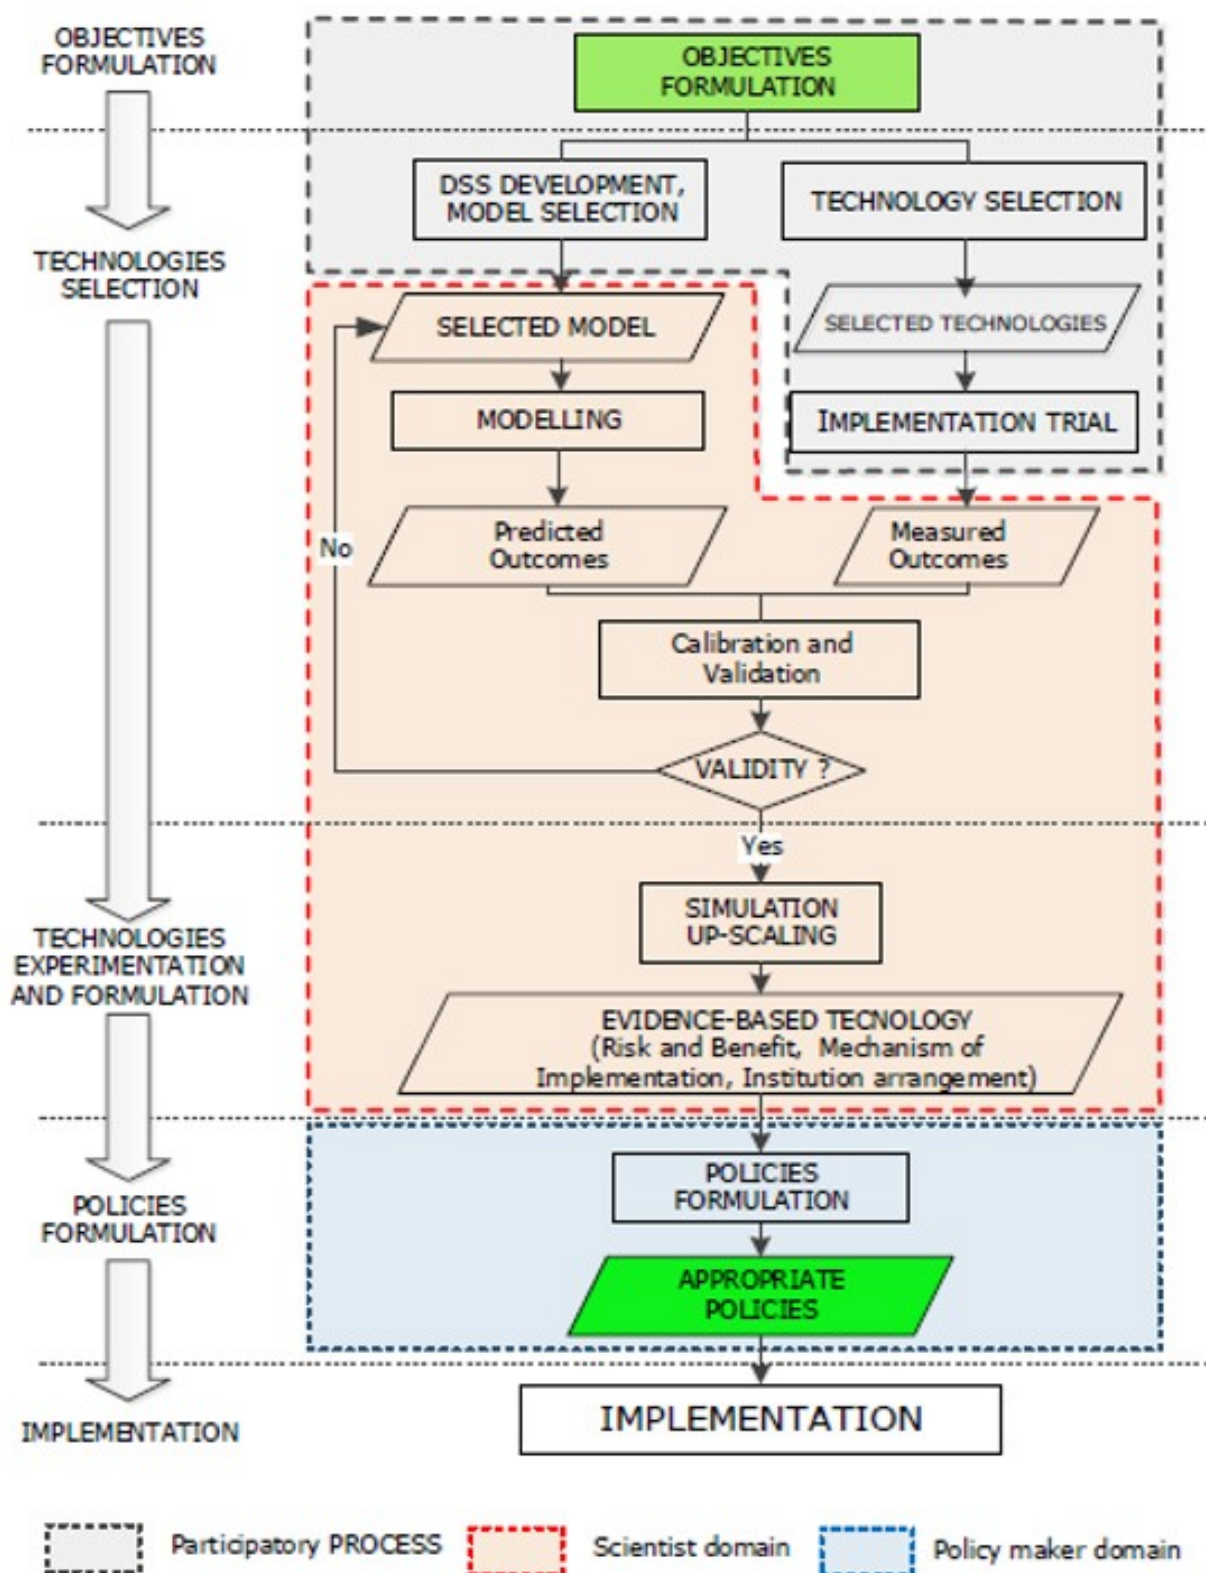 OBJECTIVES
FORMULATION
OBJECTIVES
FORMULATION
DSS DEVELOPMENT,
MODEL SELECTION
TECHNOLOGY SELECTION
TECHNOLOGIES
SELECTION
SELECTED MODEL
SELECTED TECHNOLOGIES
MODELLING
IMPLEMENTATION TRIAL
No
Predicted
Outcomes
Measured
Outcomes
Calibration and
Validation
VALIDITY ?
Yes
SIMULATION
UP-SCALING
TECHNOLOGIES
EXPERIMENTATION
AND FORMULATION
EVIDENCE-BASED TECNOLOGY
(Risk and Benefit, Mechanism of
Implementation, Institution arrangement)
POLICIES
FORMULATION
POLICIES
FORMULATION
APPROPRIATE
POLICIES
IMPLEMENTATION
IMPLEMENTATION
Participatory PROCESS
Scientist domain
Policy maker domain